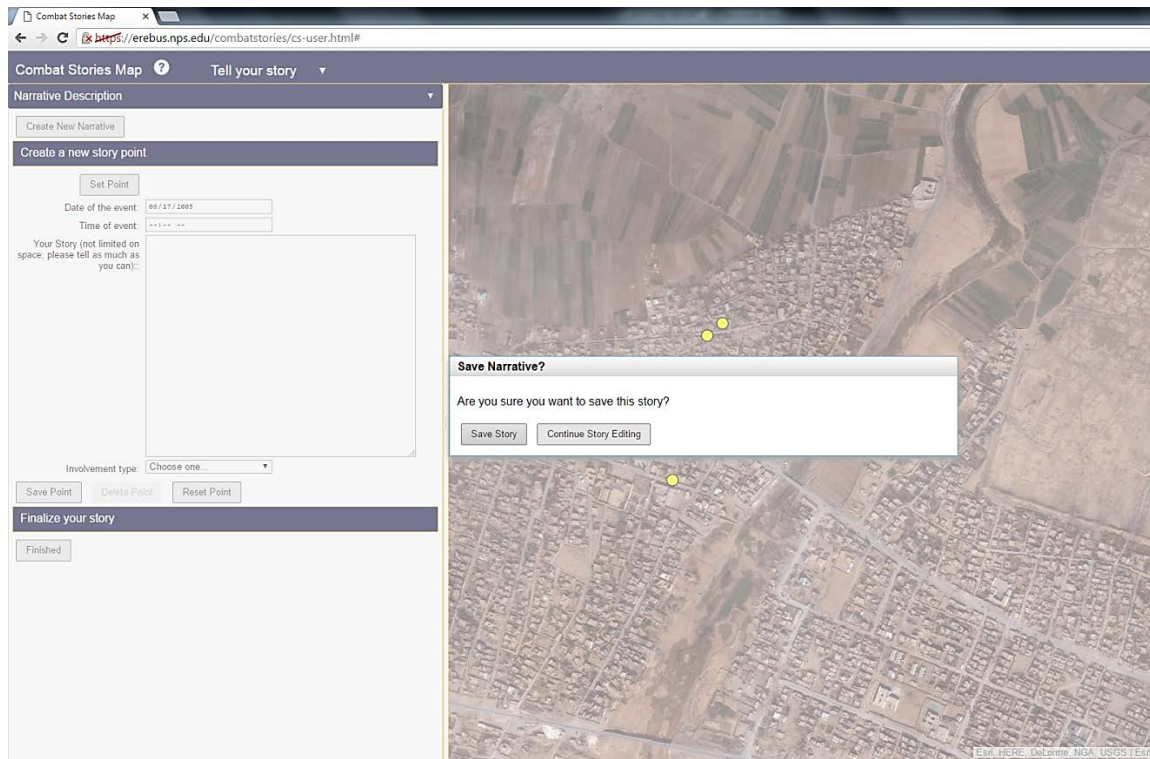 Combat Stories Map ×
https://erebus.nps.edu/combatstories/cs-user.html#
Combat Stories Map ? Tell your story ▼
Narrative Description ▼
Create New Narrative
Create a new story point
Set Point
Date of the event: 06/17/2005
Time of event: --:-- --
Your Story (not limited on
space; please tell as much as
you can)::
Involvement type: Choose one... ▼
Save Point Delete Point Reset Point
Finalize your story
Finished
Save Narrative?
Are you sure you want to save this story?
Save Story Continue Story Editing
Esri, HERE, DeLorme, NGA, USGS | Esri